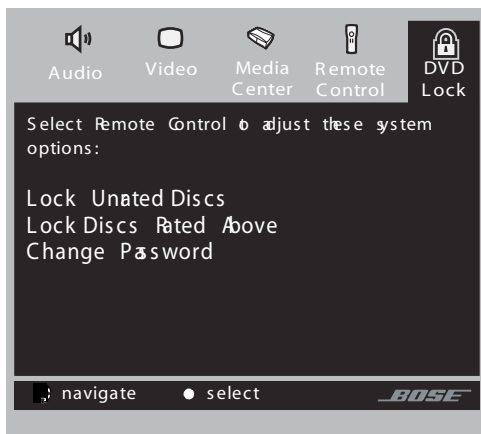 Audio
Video
Media
Center
Remote
Control
DVD
Lock
Select Remote Control to adjust these system
options:
Lock Unrated Discs
Lock Discs Rated Above
Change Password
navigate
select
BOSE